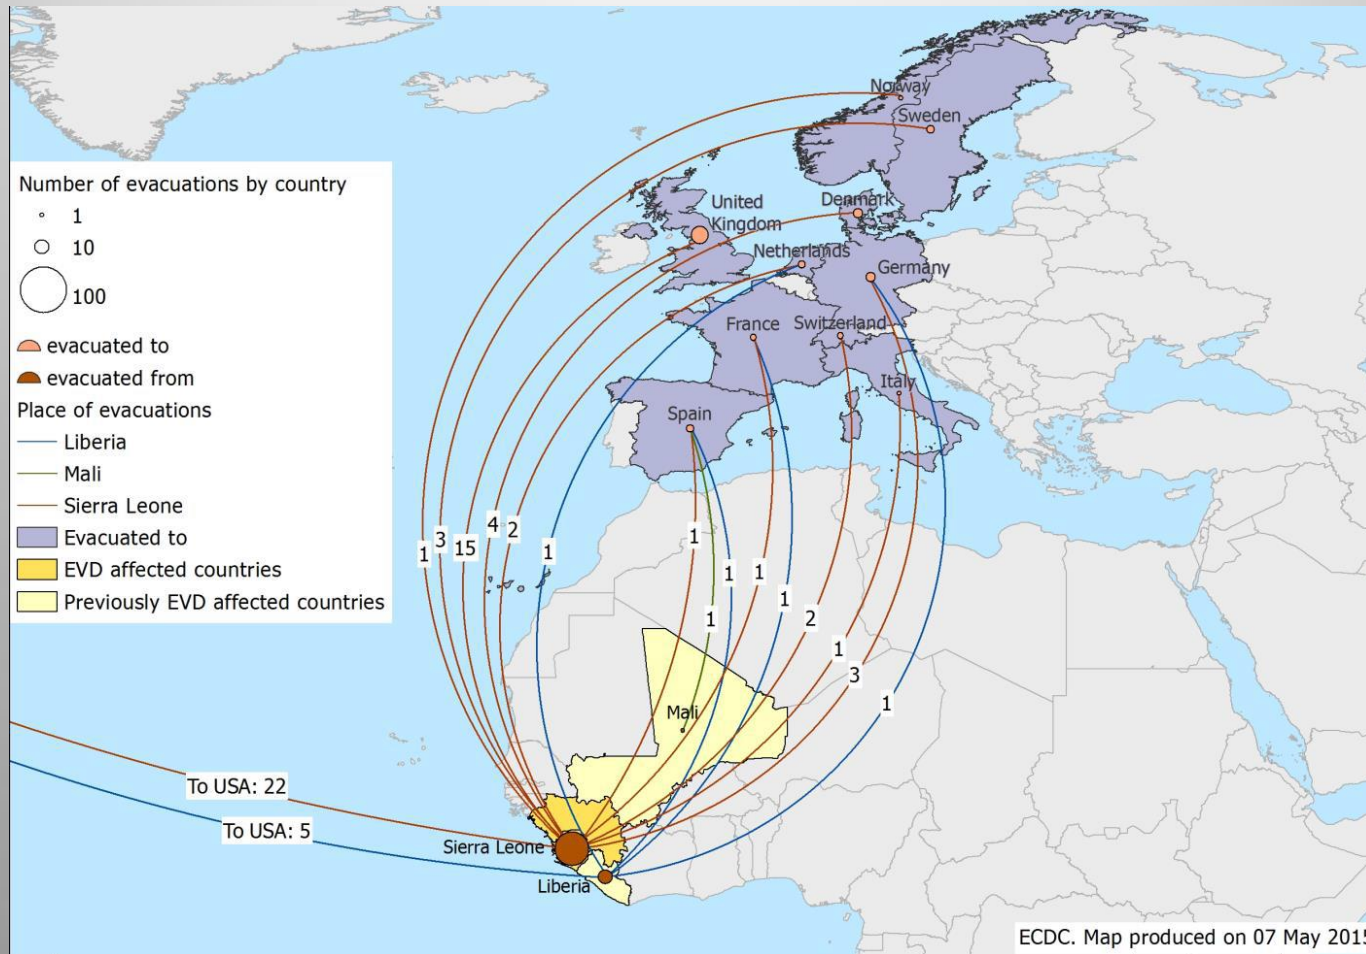 Number of evacuations by country
1
10
100
evacuated to
evacuated from
Place of evacuations
Liberia
Mali
Sierra Leone
Evacuated to
EVD affected countries
Previously EVD affected countries
Norway
Sweden
United
Kingdom
Denmark
Netherlands
Germany
France
Switzerland
Italy
Spain
1
3
15
4
2
1
1
1
1
1
1
2
1
3
1
Mali
To USA: 22
To USA: 5
Sierra Leone
Liberia
ECDC. Map produced on 07 May 2015